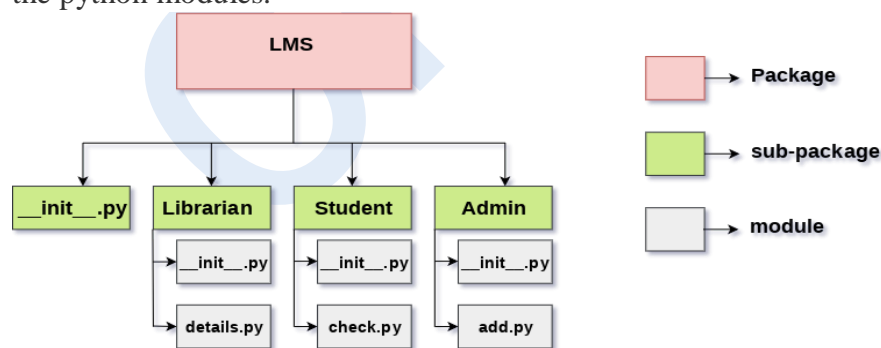 the python modules.
LMS
Package
sub-package
module
__init__.py
Librarian
Student
Admin
__init__.py
__init__.py
__init__.py
details.py
check.py
add.py